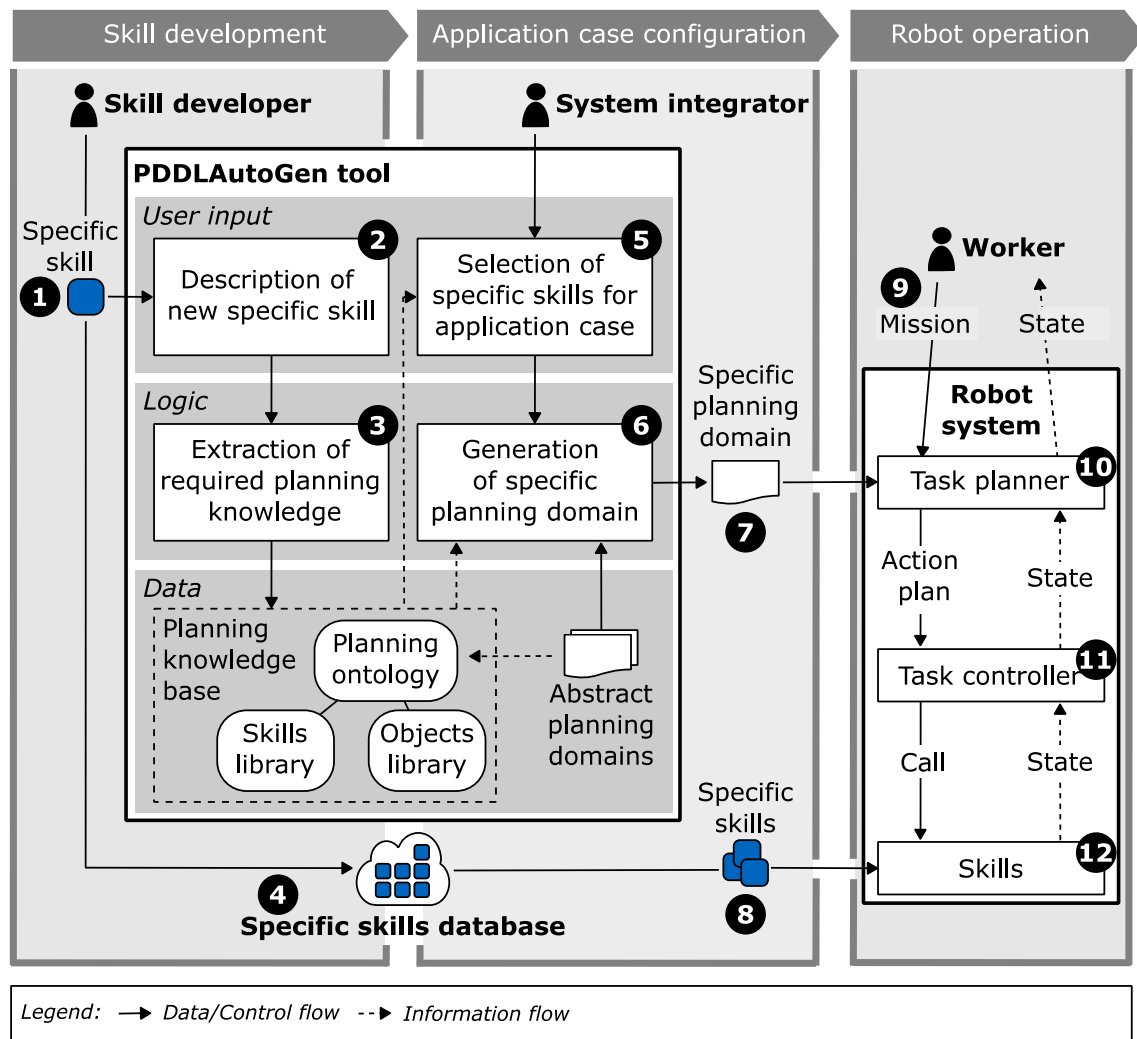 Skill development
Application case configuration
Robot operation
Skill developer
System integrator
PDDLAutoGen tool
User input
Specific
skill
1
2
Description of
new specific skill
5
Selection of
specific skills for
application case
Worker
9
Mission
State
Logic
3
Extraction of
required planning
knowledge
6
Generation
of specific
planning domain
Specific
planning
domain
7
Robot
system
Task planner
10
Action
plan
State
Data
Planning
knowledge
base
Planning
ontology
Skills
library
Objects
library
Abstract
planning
domains
Task controller
11
Call
State
4
Specific skills database
Specific
skills
8
Skills
12
Legend: Data/Control flow Information flow